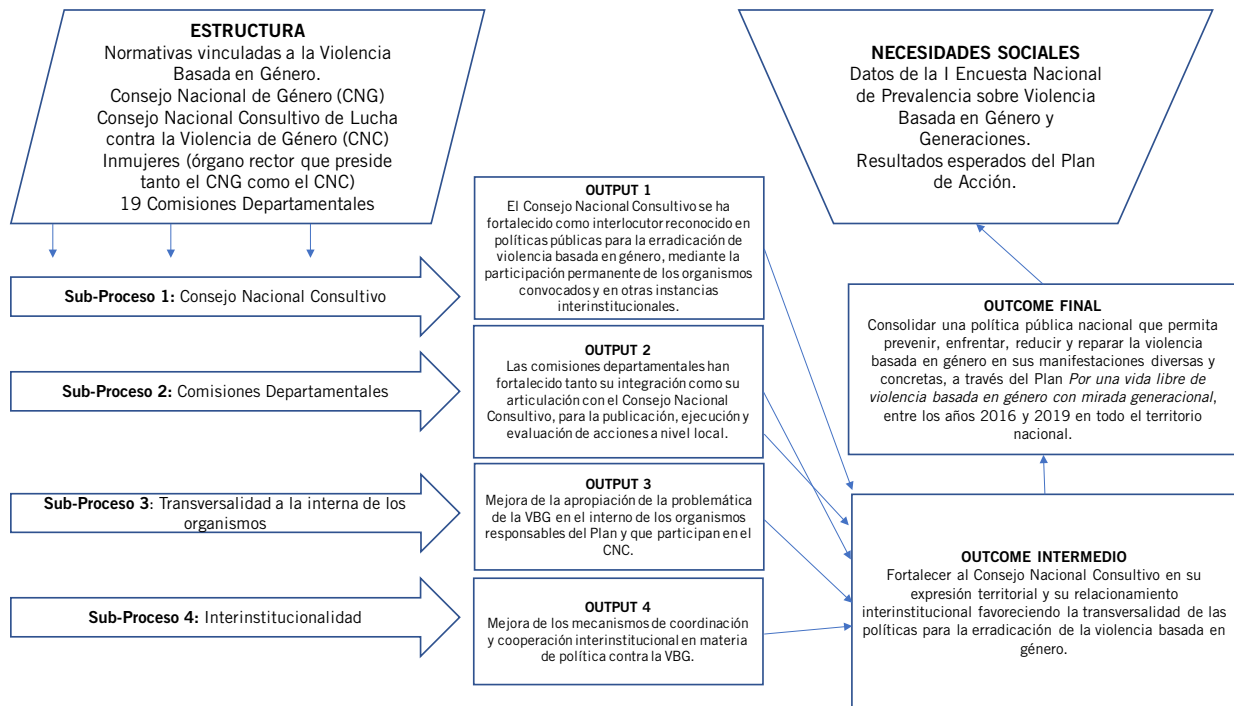 ESTRUCTURA
Normativas vinculadas a la Violencia
Basada en Género.
Consejo Nacional de Género (CNG)
Consejo Nacional Consultivo de Lucha
contra la Violencia de Género (CNC)
Inmujeres (órgano rector que preside
tanto el CNG como el CNC)
19 Comisiones Departamentales
NECESIDADES SOCIALES
Datos de la I Encuesta Nacional
de Prevalencia sobre Violencia
Basada en Género y
Generaciones.
Resultados esperados del Plan
de Acción.
Sub-Proceso 1: Consejo Nacional Consultivo
Sub-Proceso 2: Comisiones Departamentales
Sub-Proceso 3: Transversalidad a la interna de los
organismos
Sub-Proceso 4: Interinstitucionalidad
OUTPUT 1
El Consejo Nacional Consultivo se ha
fortalecido como interlocutor reconocido en
políticas públicas para la erradicación de
violencia basada en género, mediante la
participación permanente de los organismos
convocados y en otras instancias
interinstitucionales.
OUTPUT 2
Las comisiones departamentales han
fortalecido tanto su integración como su
articulación con el Consejo Nacional
Consultivo, para la publicación, ejecución y
evaluación de acciones a nivel local.
OUTPUT 3
Mejora de la apropiación de la problemática
de la VBG en el interno de los organismos
responsables del Plan y que participan en el
CNC.
OUTPUT 4
Mejora de los mecanismos de coordinación
y cooperación interinstitucional en materia
de política contra la VBG.
OUTCOME FINAL
Consolidar una política pública nacional que permita
prevenir, enfrentar, reducir y reparar la violencia
basada en género en sus manifestaciones diversas y
concretas, a través del Plan Por una vida libre de
violencia basada en género con mirada generacional,
entre los años 2016 y 2019 en todo el territorio
nacional.
OUTCOME INTERMEDIO
Fortalecer al Consejo Nacional Consultivo en su
expresión territorial y su relacionamiento
interinstitucional favoreciendo la transversalidad de las
políticas para la erradicación de la violencia basada en
género.